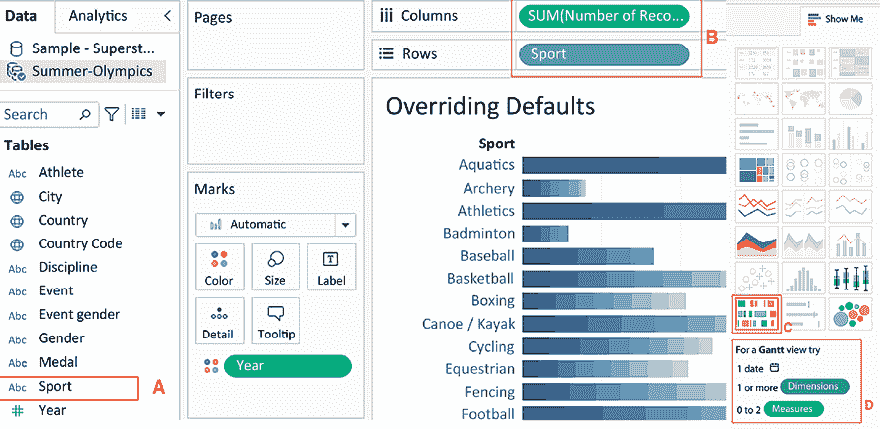 Data
Analytics
Sample - Superst...
Summer-Olympics
Search
Tables
Abc Athlete
City
Country
Country Code
Abc Discipline
Abc Event
Abc Event gender
Abc Gender
Abc Medal
Abc Sport
A
Year
Pages
Filters
Marks
Automatic
Color
Size
Label
Detail
Tooltip
Year
Columns
SUM(Number of Reco...
Rows
Sport
B
Overriding Defaults
Sport
Aquatics
Archery
Athletics
Badminton
Baseball
Basketball
Boxing
Canoe / Kayak
Cycling
Equestrian
Fencing
Football
Show Me
C
For a Gantt view try
1 date
1 or more Dimensions
0 to 2 Measures
D